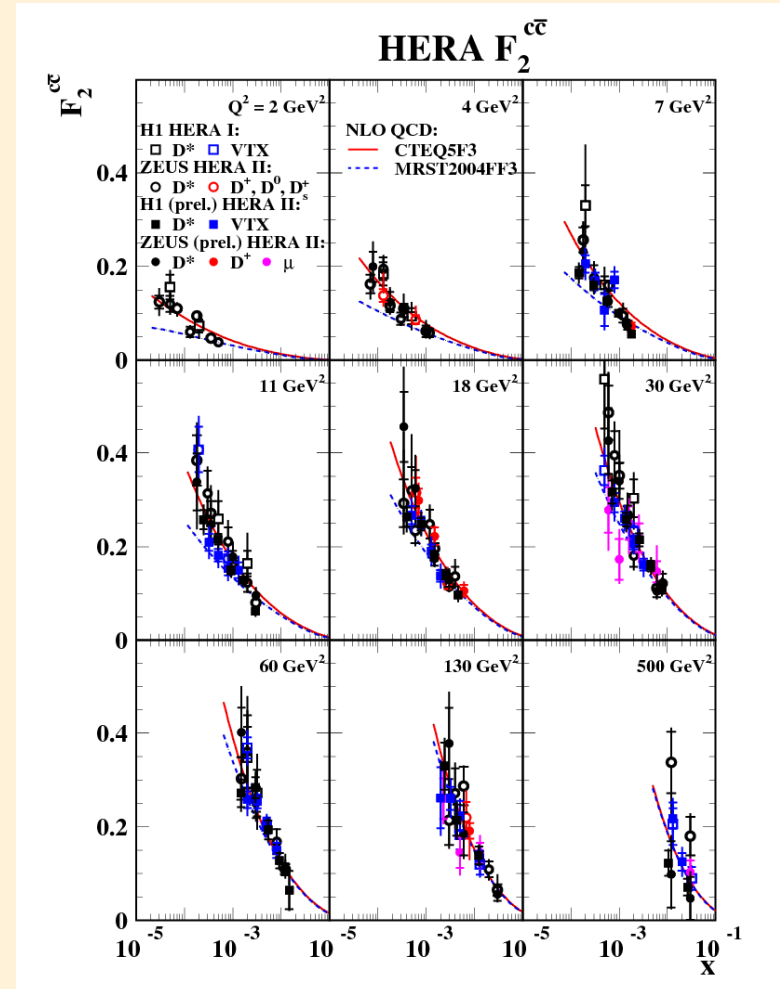 HERA F₂ᶜᶜ̅
F₂ᶜᶜ̅
Q² = 2 GeV²
4 GeV²
7 GeV²
H1 HERA I:
D* VTX
ZEUS HERA II:
D* D⁺, D⁰, D⁺ₛ
H1 (prel.) HERA II:
D* VTX
ZEUS (prel.) HERA II:
D* D⁺ μ
NLO QCD:
CTEQ5F3
MRST2004FF3
0.4
0.2
0
11 GeV²
18 GeV²
30 GeV²
0.4
0.2
0
60 GeV²
130 GeV²
500 GeV²
0.4
0.2
0
10⁻⁵ 10⁻³ 10⁻⁵ 10⁻³ 10⁻⁵ 10⁻³ 10⁻¹
x